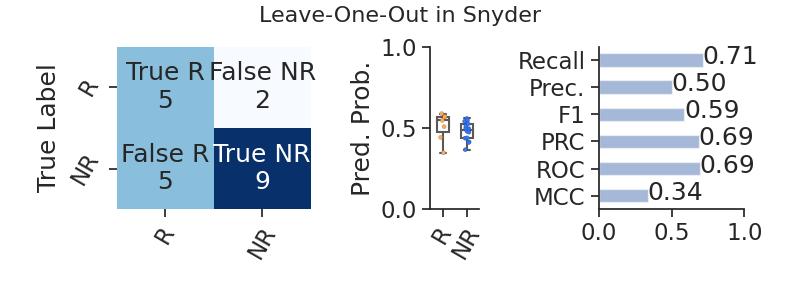 Leave-One-Out in Snyder
True Label
R
NR
True R
5
False NR
2
False R
5
True NR
9
R
NR
Pred. Prob.
1.0
0.5
0.0
R
NR
Recall
Prec.
F1
PRC
ROC
MCC
0.71
0.50
0.59
0.69
0.69
0.34
0.0
0.5
1.0